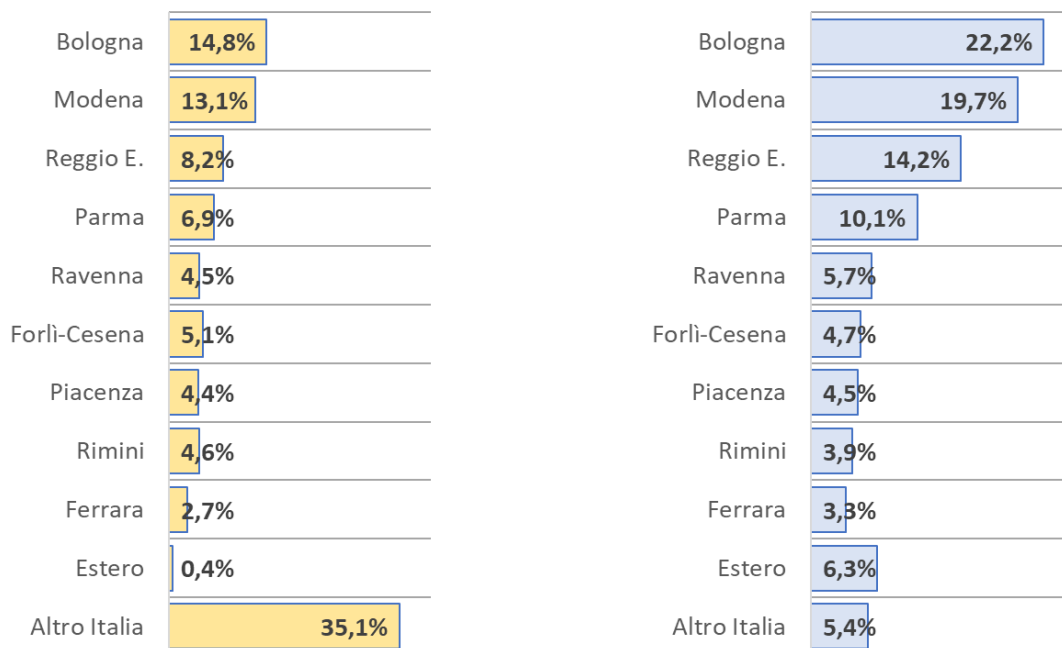 Bologna 14,8%
Modena 13,1%
Reggio E. 8,2%
Parma 6,9%
Ravenna 4,5%
Forlì-Cesena 5,1%
Piacenza 4,4%
Rimini 4,6%
Ferrara 2,7%
Estero 0,4%
Altro Italia 35,1%
Bologna 22,2%
Modena 19,7%
Reggio E. 14,2%
Parma 10,1%
Ravenna 5,7%
Forlì-Cesena 4,7%
Piacenza 4,5%
Rimini 3,9%
Ferrara 3,3%
Estero 6,3%
Altro Italia 5,4%